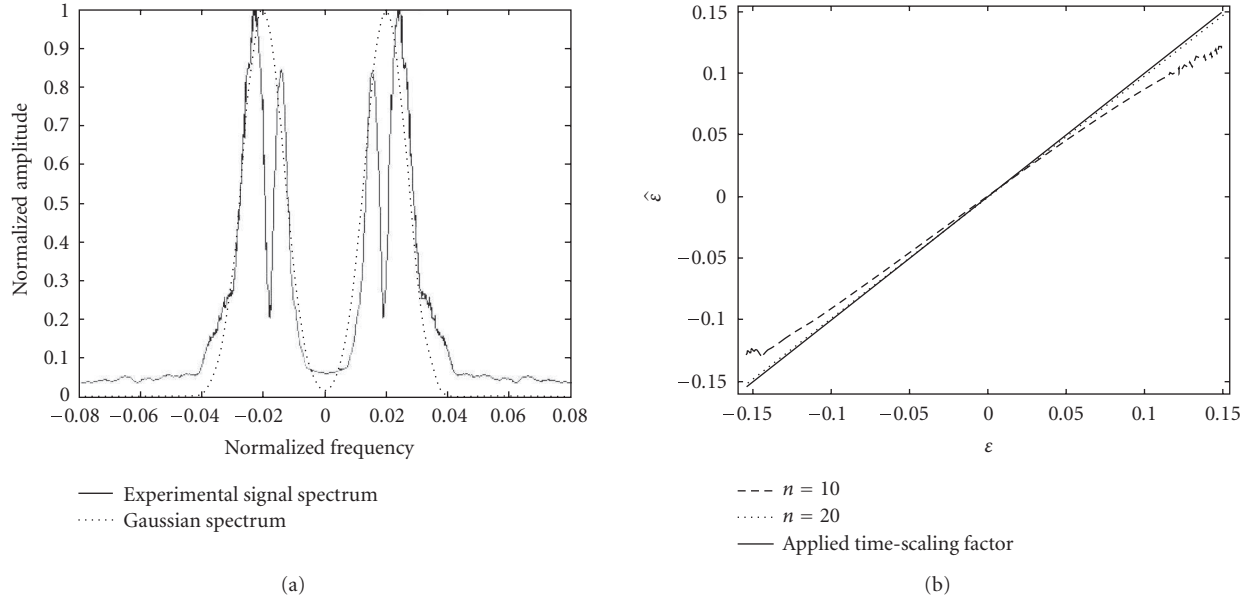 1
0.9
0.8
0.7
0.6
0.5
0.4
0.3
0.2
0.1
0
Normalized amplitude
−0.08 −0.06 −0.04 −0.02 0 0.02 0.04 0.06 0.08
Normalized frequency
Experimental signal spectrum
Gaussian spectrum
(a)
0.15
0.1
0.05
0
−0.05
−0.1
−0.15
ε̂
−0.15 −0.1 −0.05 0 0.05 0.1 0.15
ε
n = 10
n = 20
Applied time-scaling factor
(b)